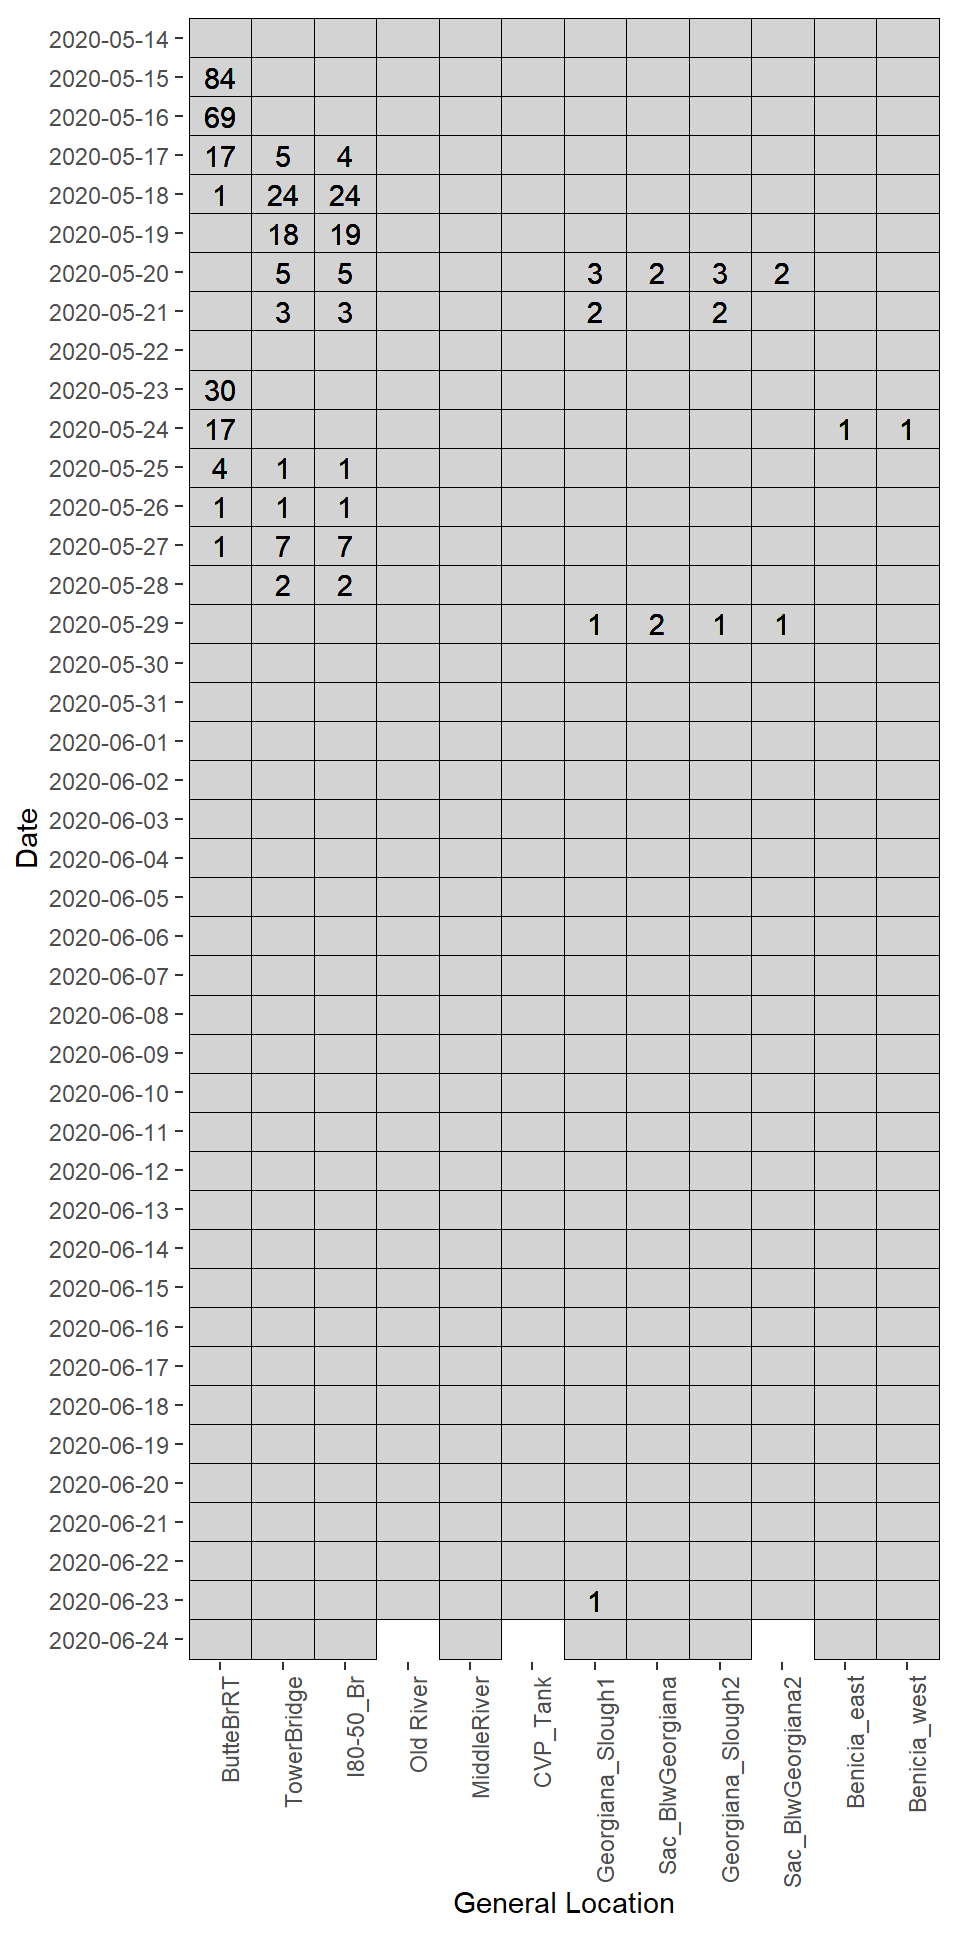 2020-05-14
2020-05-15 84
2020-05-16 69
2020-05-17 17 5 4
2020-05-18 1 24 24
2020-05-19 18 19
2020-05-20 5 5 3 2 3 2
2020-05-21 3 3 2 2
2020-05-22
2020-05-23 30
2020-05-24 17 1 1
2020-05-25 4 1 1
2020-05-26 1 1 1
2020-05-27 1 7 7
2020-05-28 2 2
2020-05-29 1 2 1 1
2020-05-30
2020-05-31
2020-06-01
2020-06-02
2020-06-03
2020-06-04
2020-06-05
2020-06-06
2020-06-07
2020-06-08
2020-06-09
2020-06-10
2020-06-11
2020-06-12
2020-06-13
2020-06-14
2020-06-15
2020-06-16
2020-06-17
2020-06-18
2020-06-19
2020-06-20
2020-06-21
2020-06-22
2020-06-23 1
2020-06-24
Date
ButteBrRT
TowerBridge
I80-50_Br
Old River
MiddleRiver
CVP_Tank
Georgiana_Slough1
Sac_BlwGeorgiana
Georgiana_Slough2
Sac_BlwGeorgiana2
Benicia_east
Benicia_west
General Location